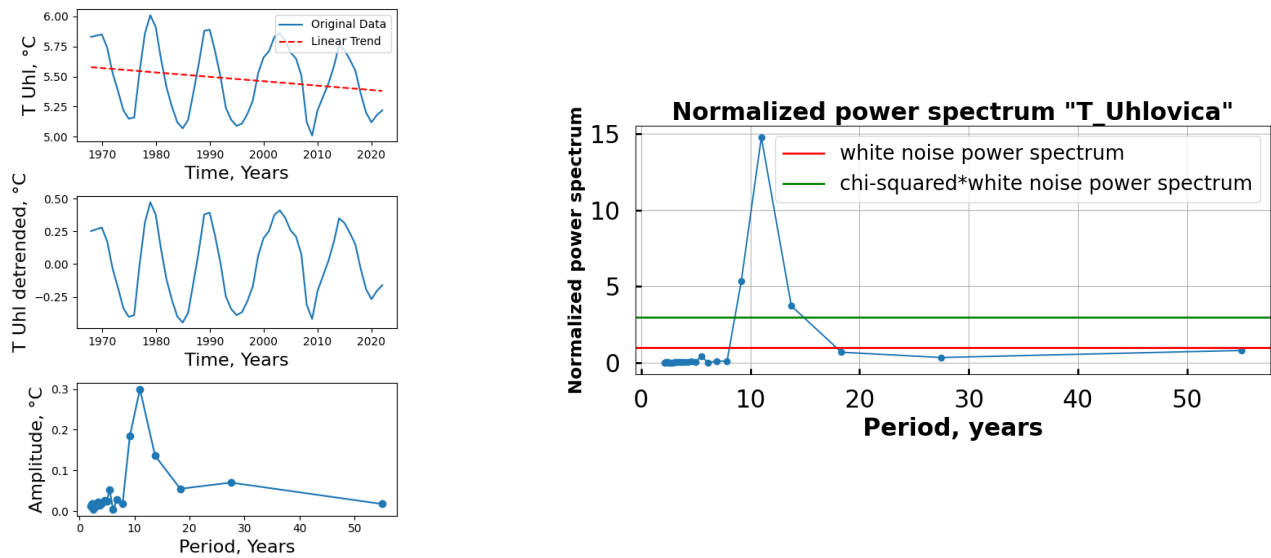 T Uhl, °C
6.00
5.75
5.50
5.25
5.00
Original Data
Linear Trend
1970 1980 1990 2000 2010 2020
Time, Years
T Uhl detrended, °C
0.50
0.25
0.00
−0.25
1970 1980 1990 2000 2010 2020
Time, Years
Amplitude, °C
0.3
0.2
0.1
0.0
0 10 20 30 40 50
Period, Years
Normalized power spectrum "T_Uhlovica"
Normalized power spectrum
15
10
5
0
white noise power spectrum
chi-squared*white noise power spectrum
0 10 20 30 40 50
Period, years